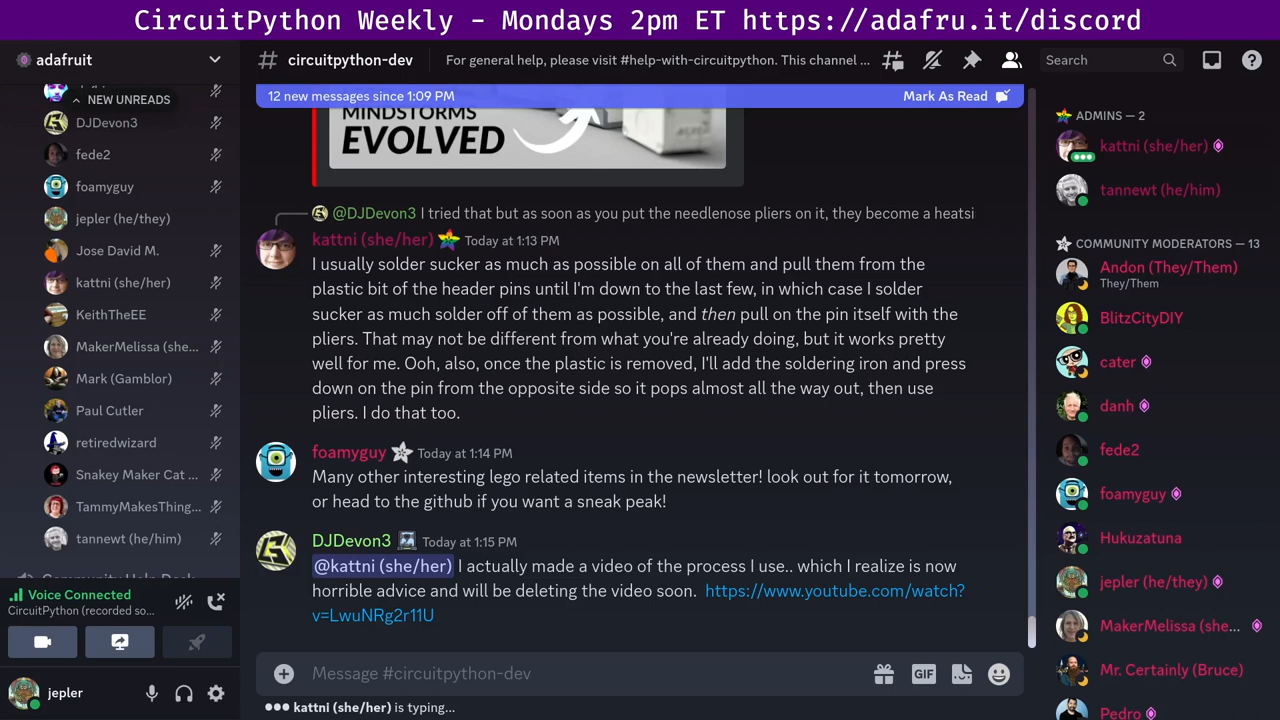 CircuitPython Weekly - Mondays 2pm ET https://adafru.it/discord
adafruit
NEW UNREADS
DJDevon3
fede2
foamyguy
jepler (he/they)
Jose David M.
kattni (she/her)
KeithTheEE
MakerMelissa (she...
Mark (Gamblor)
Paul Cutler
retiredwizard
Snakey Maker Cat ...
TammyMakesThing...
tannewt (he/him)
Community Help Desk
Voice Connected
CircuitPython (recorded so...
jepler
circuitpython-dev
For general help, please visit #help-with-circuitpython. This channel ...
Search
12 new messages since 1:09 PM
Mark As Read
MINDSTORMS
EVOLVED
@DJDevon3 I tried that but as soon as you put the needlenose pliers on it, they become a heatsi
kattni (she/her) Today at 1:13 PM
I usually solder sucker as much as possible on all of them and pull them from the
plastic bit of the header pins until I'm down to the last few, in which case I solder
sucker as much solder off of them as possible, and then pull on the pin itself with the
pliers. That may not be different from what you're already doing, but it works pretty
well for me. Ooh, also, once the plastic is removed, I'll add the soldering iron and press
down on the pin from the opposite side so it pops almost all the way out, then use
pliers. I do that too.
foamyguy Today at 1:14 PM
Many other interesting lego related items in the newsletter! look out for it tomorrow,
or head to the github if you want a sneak peak!
DJDevon3 Today at 1:15 PM
@kattni (she/her) I actually made a video of the process I use.. which I realize is now
horrible advice and will be deleting the video soon. https://www.youtube.com/watch?
v=LwuNRg2r11U
Message #circuitpython-dev
GIF
kattni (she/her) is typing...
ADMINS — 2
kattni (she/her)
tannewt (he/him)
COMMUNITY MODERATORS — 13
Andon (They/Them)
They/Them
BlitzCityDIY
cater
danh
fede2
foamyguy
Hukuzatuna
jepler (he/they)
MakerMelissa (she...
Mr. Certainly (Bruce)
Pedro